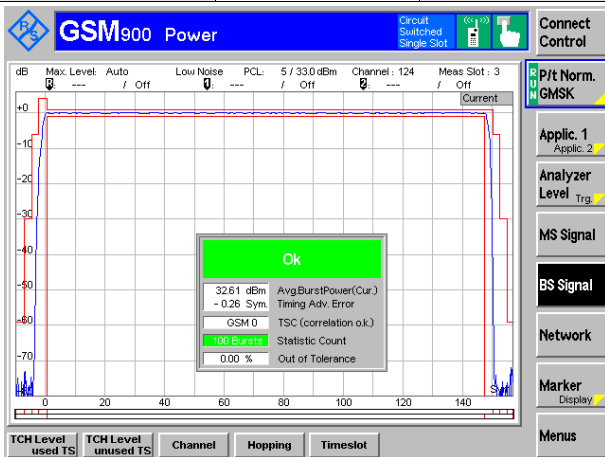 R S GSM900 Power Circuit Switched Single Slot Connect Control
dB Max. Level: Auto Low Noise PCL: 5 / 33.0 dBm Channel : 124 Meas Slot : 3
--- / Off --- / Off --- / Off
Current
RUN P/t Norm. GMSK
Applic. 1
Applic. 2
Analyzer Level Trg.
MS Signal
BS Signal
Network
Marker
Display
Menus
+0
-10
-20
-30
-40
-50
-60
-70
Ok
32.61 dBm Avg.BurstPower(Cur.)
- 0.26 Sym. Timing Adv. Error
GSM 0 TSC (correlation o.k.)
100 Bursts Statistic Count
0.00 % Out of Tolerance
0 20 40 60 80 100 120 140
TCH Level used TS
TCH Level unused TS
Channel
Hopping
Timeslot